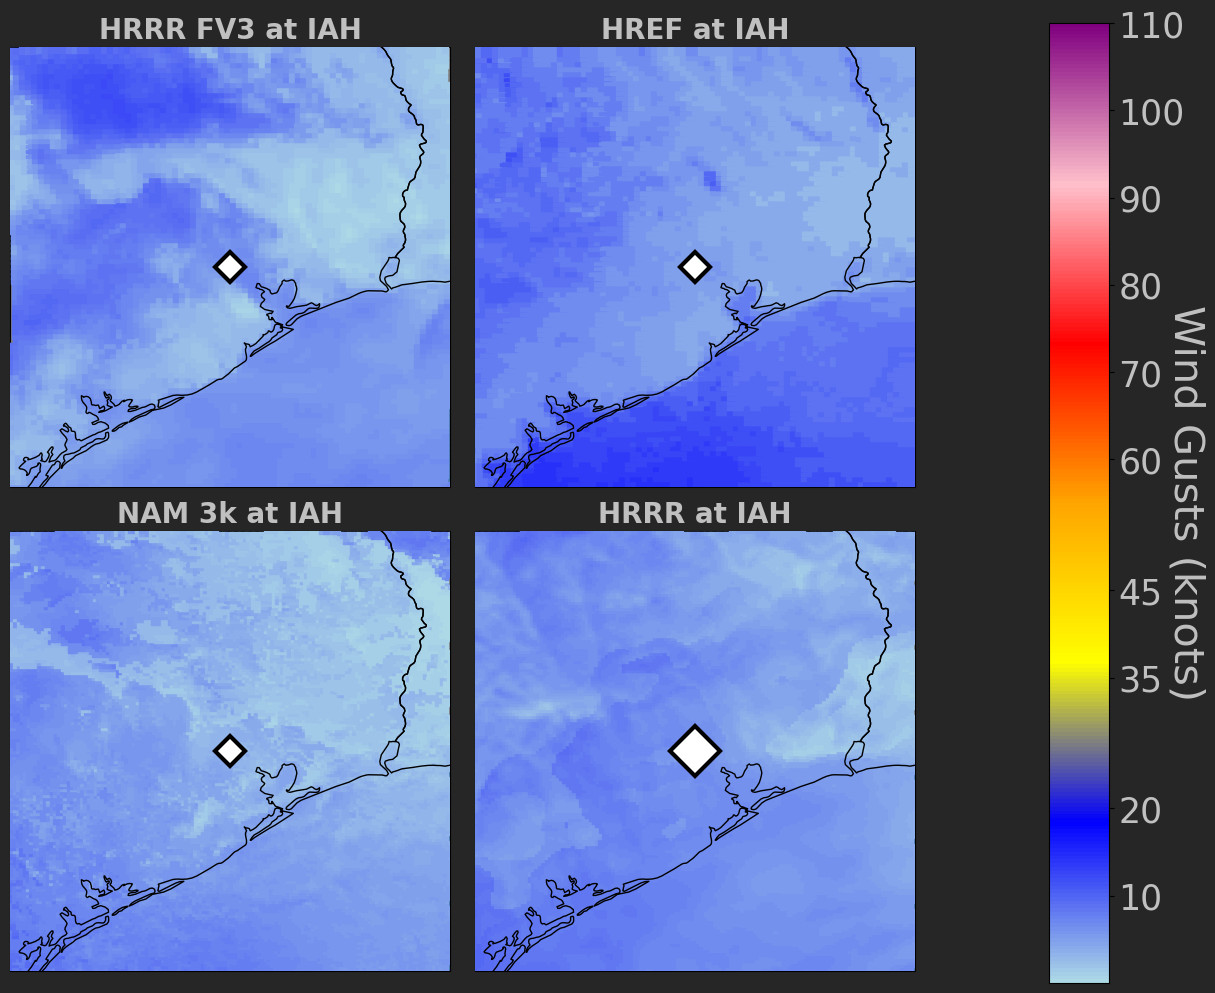 HRRR FV3 at IAH
HREF at IAH
NAM 3k at IAH
HRRR at IAH
110
100
90
80
70
60
45
35
20
10
Wind Gusts (knots)